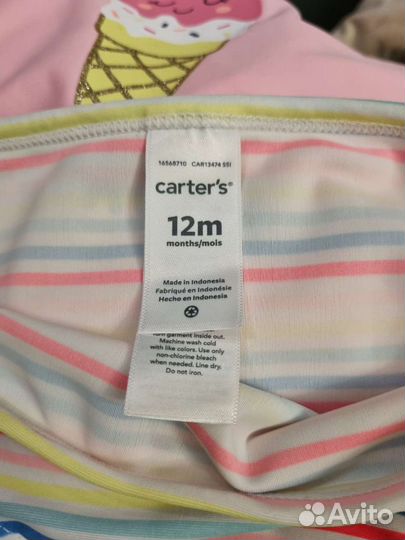 16568710 CAR13474 SSI
carter's®
12m
months/mois
Made in Indonesia
Fabriqué en Indonésie
Hecho en Indonesia
turn garment inside out.
Machine wash cold
with like colors. Use only
non-chlorine bleach
when needed. Line dry.
Do not iron.
Avito